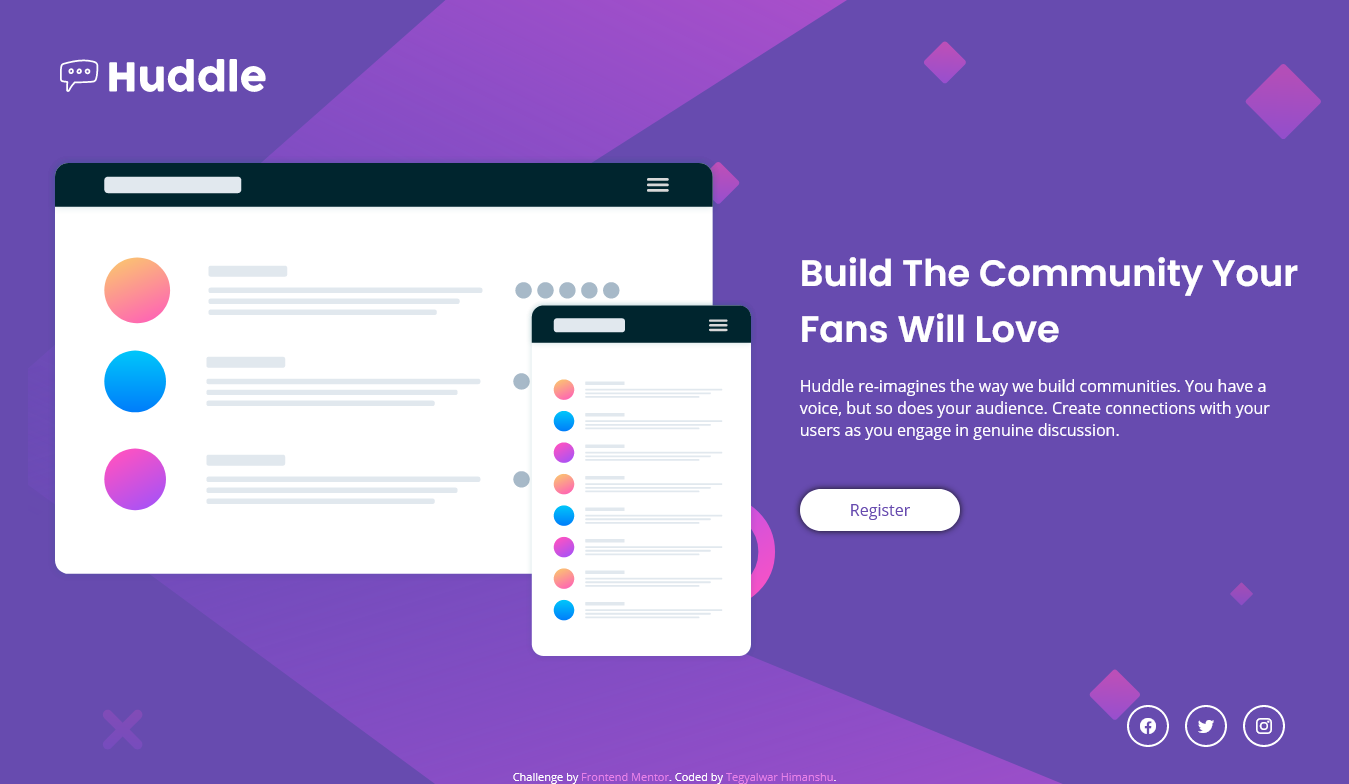 Huddle
Build The Community Your
Fans Will Love
Huddle re-imagines the way we build communities. You have a
voice, but so does your audience. Create connections with your
users as you engage in genuine discussion.
Register
Challenge by Frontend Mentor. Coded by Tegyalwar Himanshu.